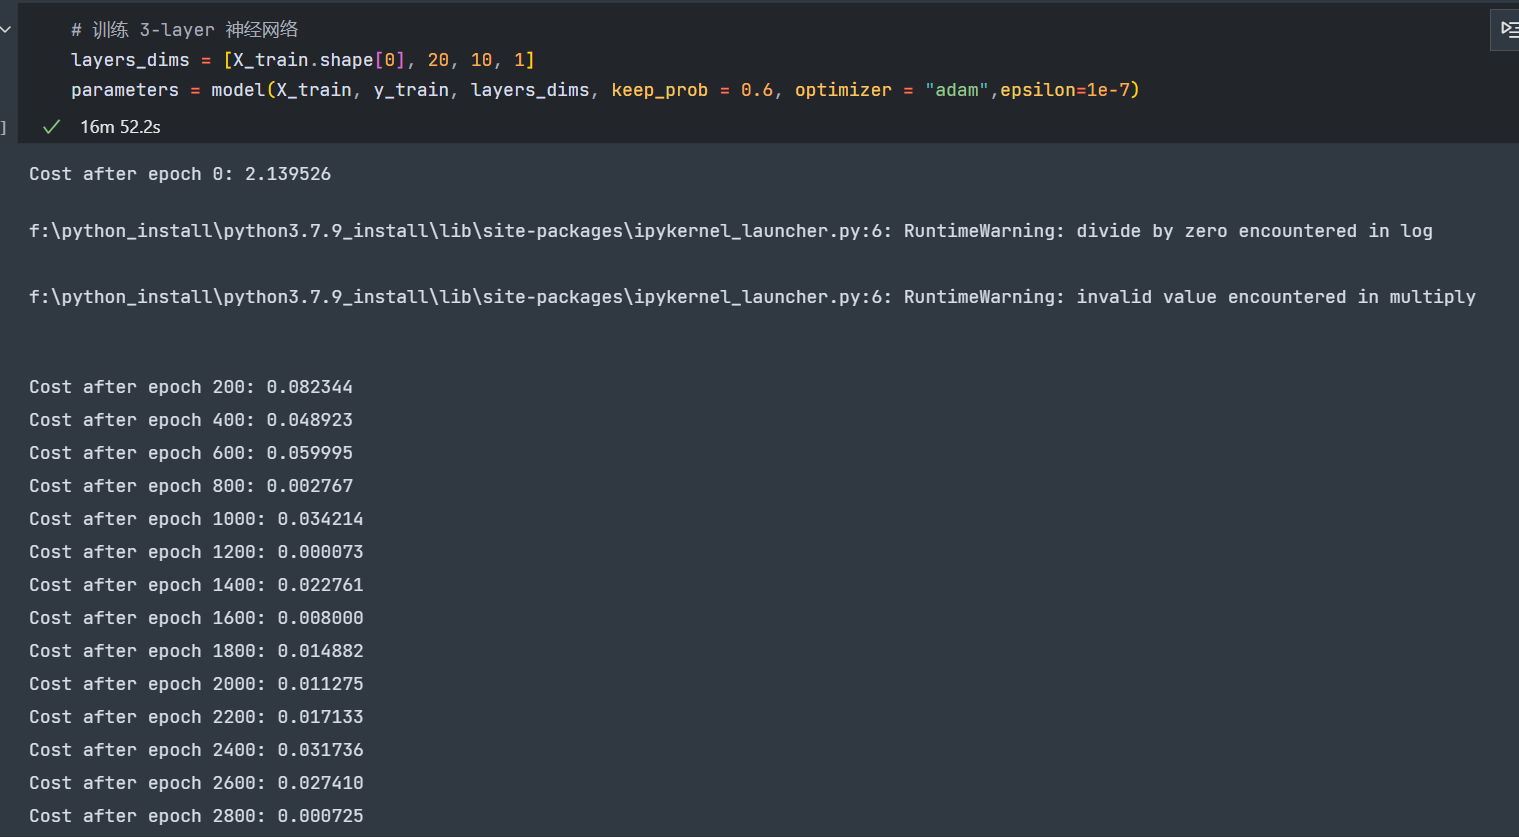 # 训练 3-layer 神经网络
layers_dims = [X_train.shape[0], 20, 10, 1]
parameters = model(X_train, y_train, layers_dims, keep_prob = 0.6, optimizer = "adam",epsilon=1e-7)
] ✓ 16m 52.2s
Cost after epoch 0: 2.139526
f:\python_install\python3.7.9_install\lib\site-packages\ipykernel_launcher.py:6: RuntimeWarning: divide by zero encountered in log
f:\python_install\python3.7.9_install\lib\site-packages\ipykernel_launcher.py:6: RuntimeWarning: invalid value encountered in multiply
Cost after epoch 200: 0.082344
Cost after epoch 400: 0.048923
Cost after epoch 600: 0.059995
Cost after epoch 800: 0.002767
Cost after epoch 1000: 0.034214
Cost after epoch 1200: 0.000073
Cost after epoch 1400: 0.022761
Cost after epoch 1600: 0.008000
Cost after epoch 1800: 0.014882
Cost after epoch 2000: 0.011275
Cost after epoch 2200: 0.017133
Cost after epoch 2400: 0.031736
Cost after epoch 2600: 0.027410
Cost after epoch 2800: 0.000725